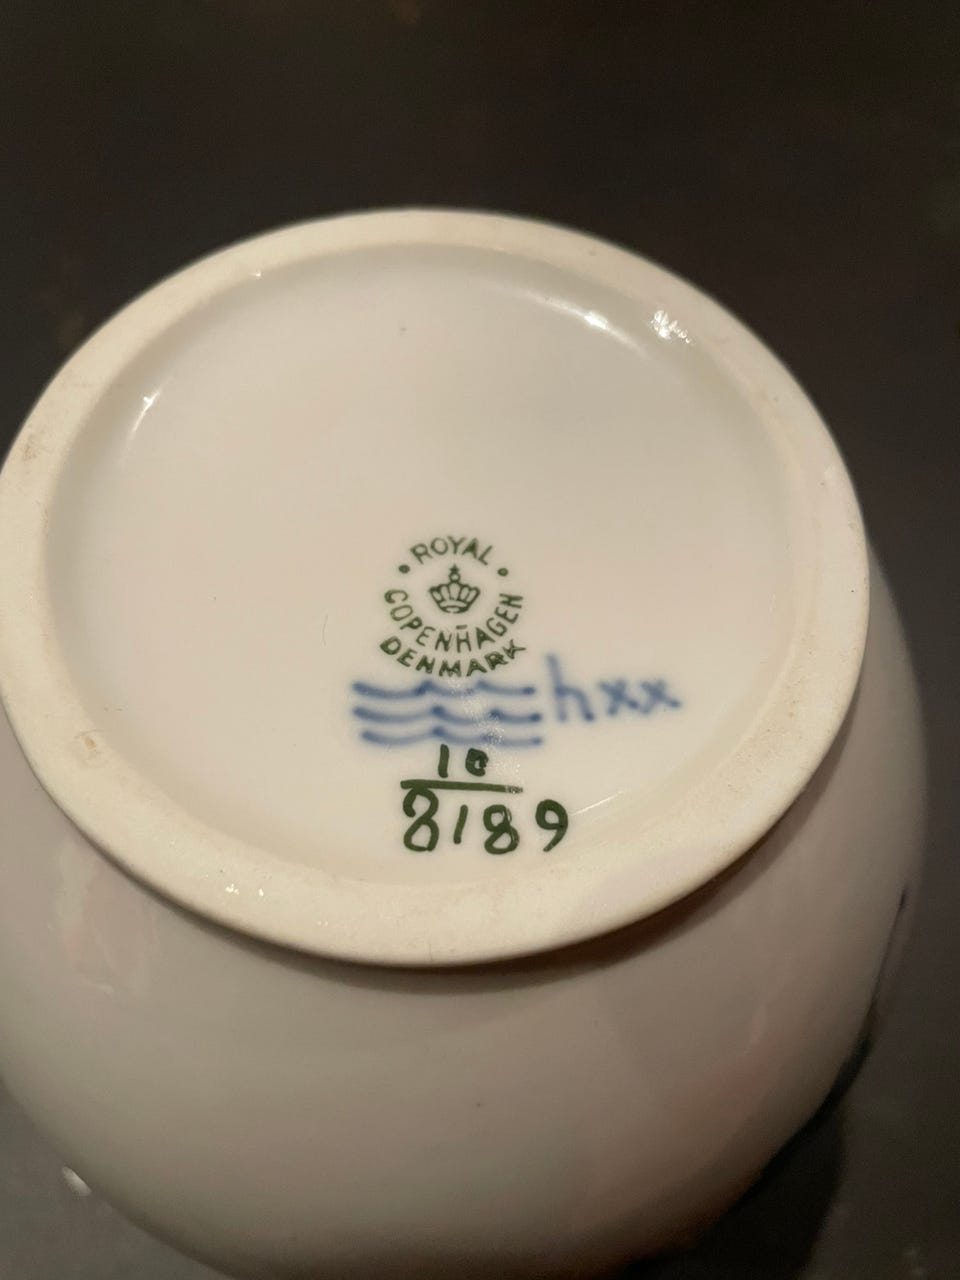 ROYAL
COPENHAGEN
DENMARK
hxx
10
8189